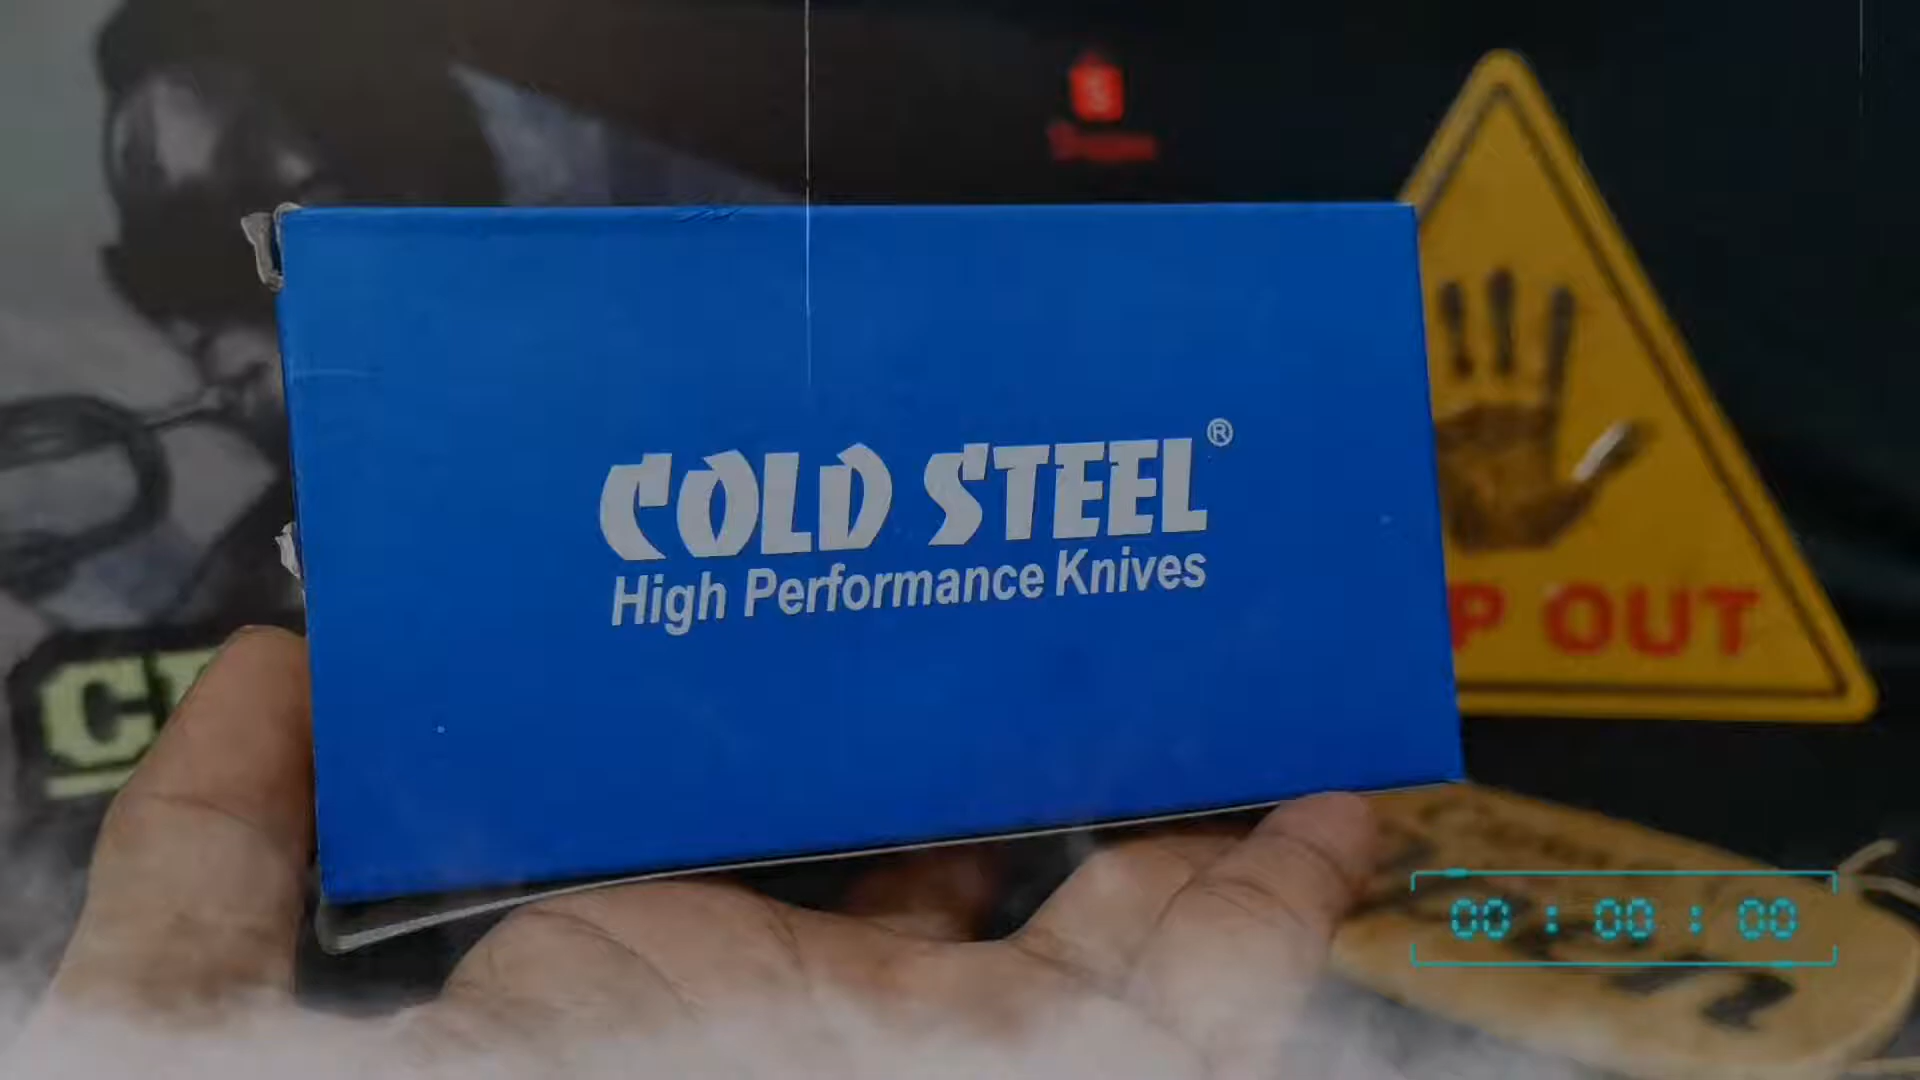 COLD STEEL®
High Performance Knives
P OUT
00 : 00 : 00